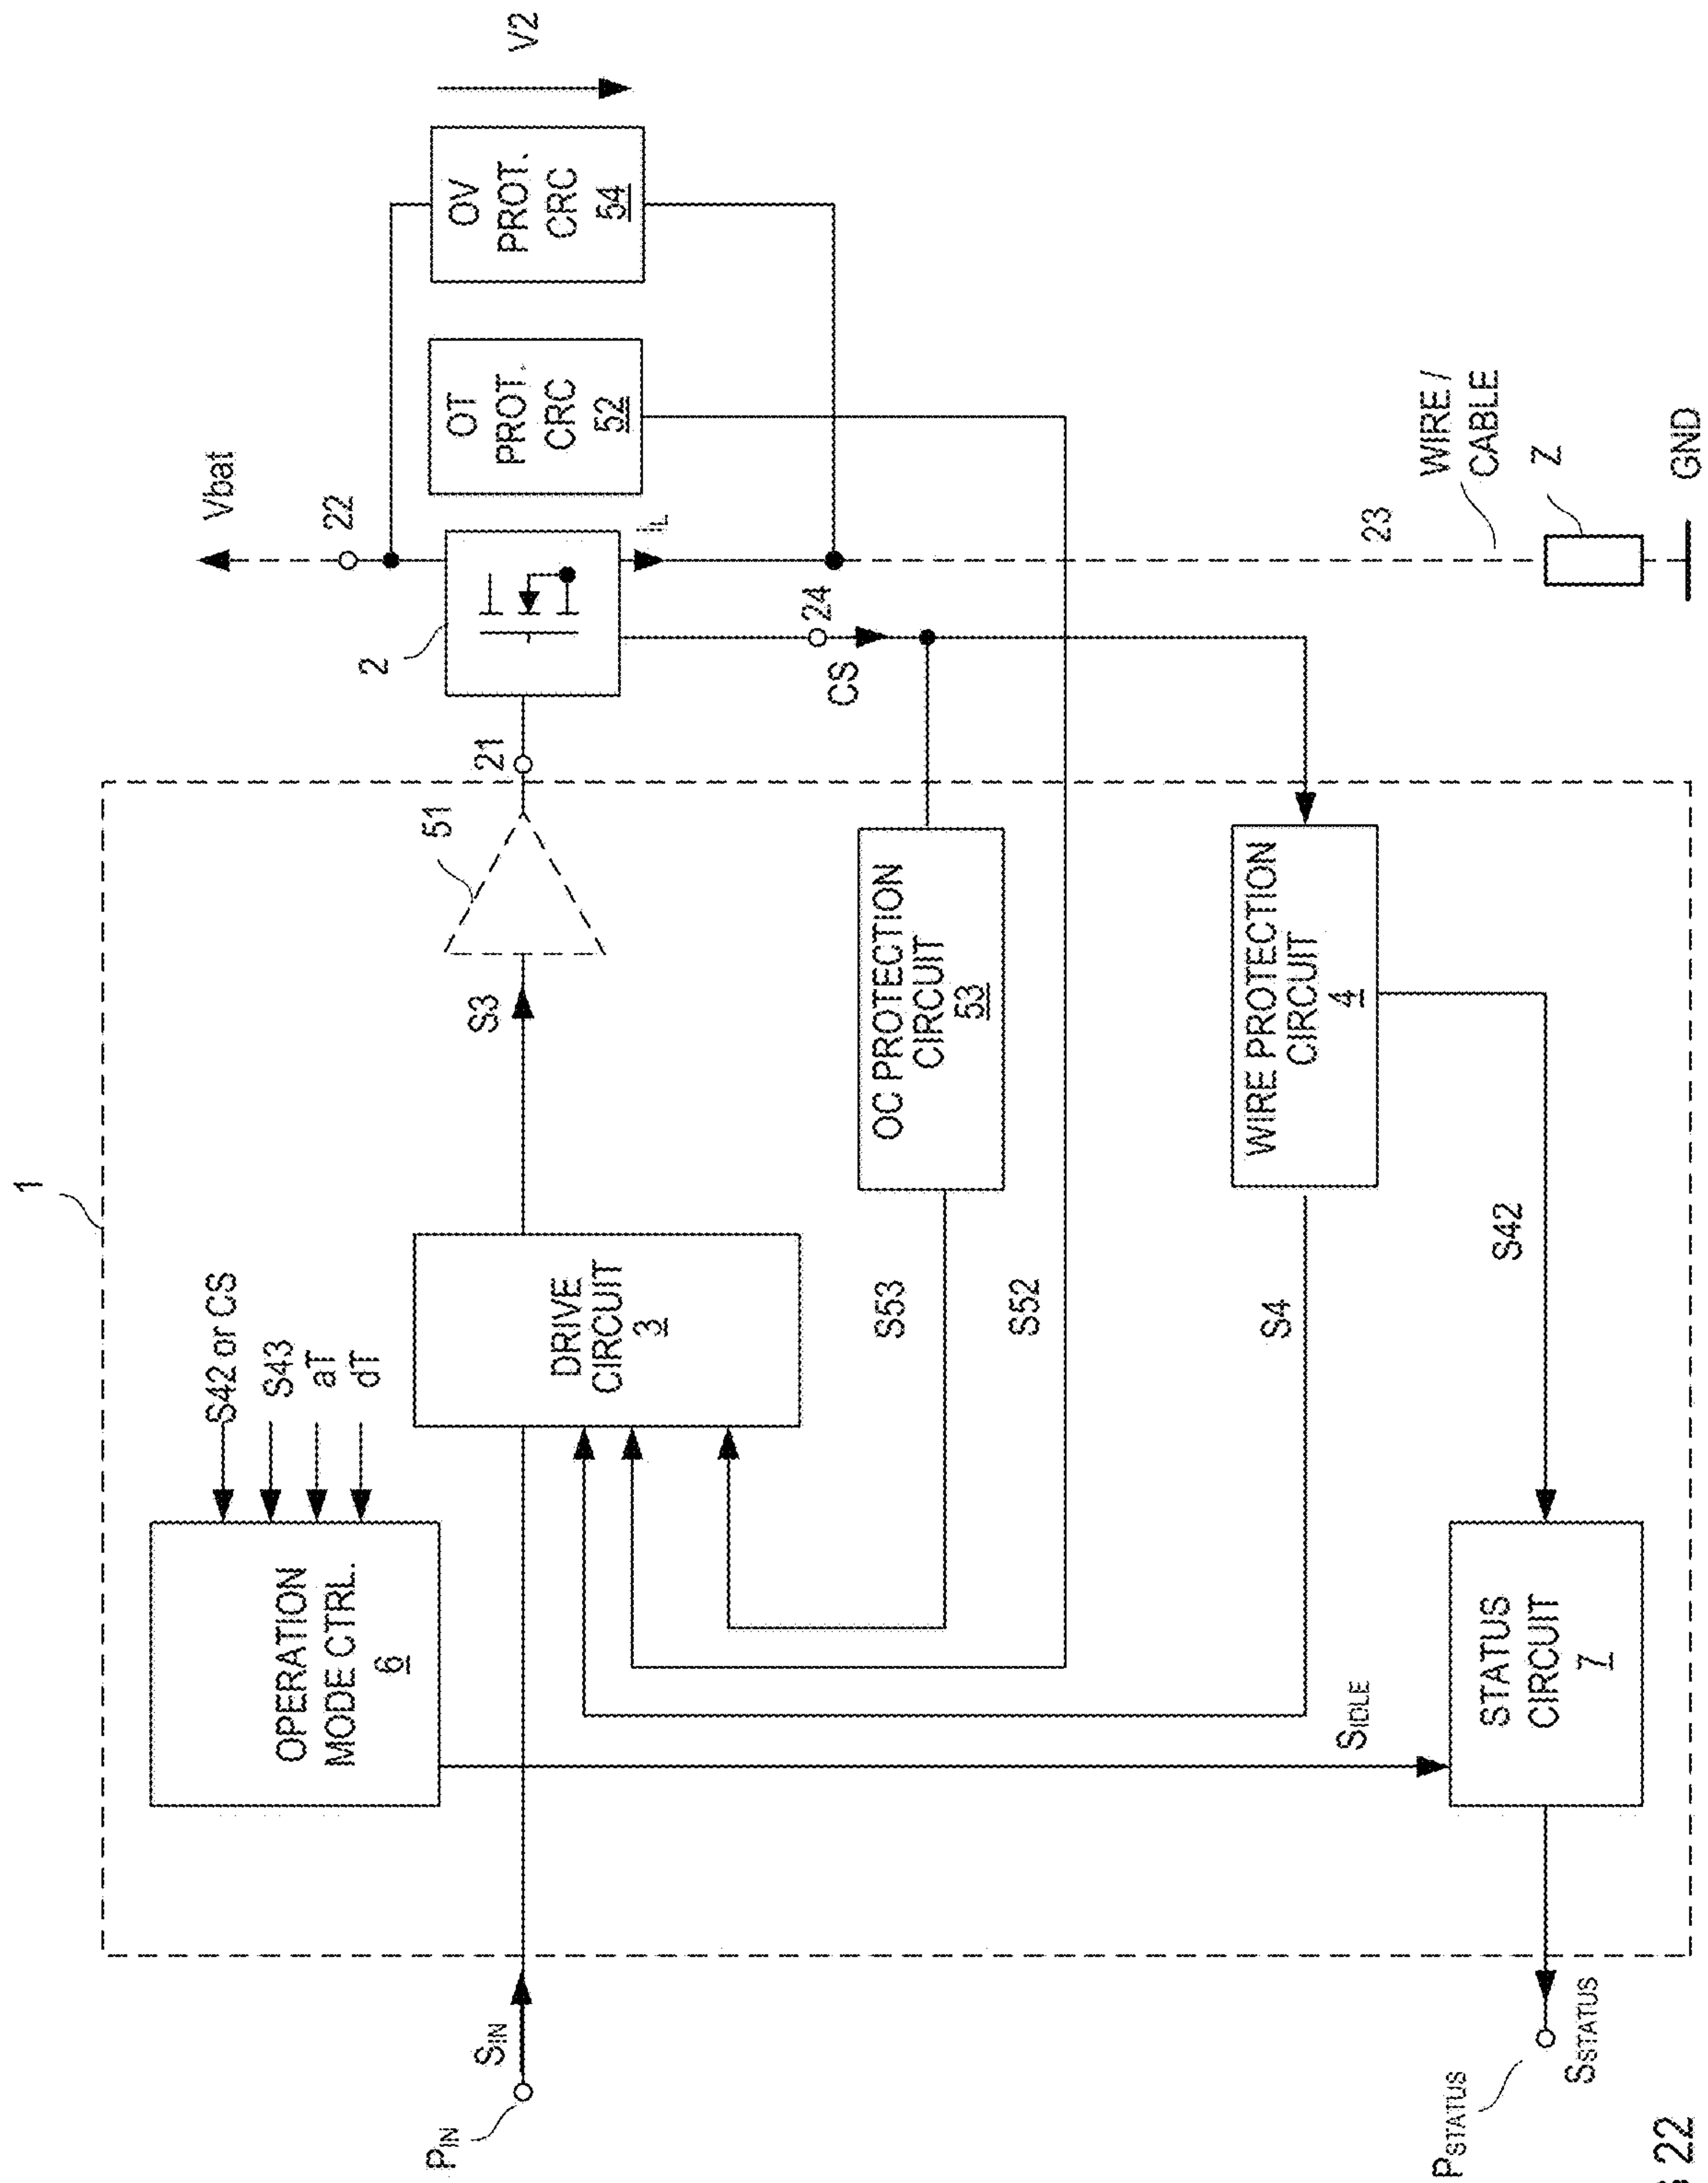 1
OPERATION
MODE CTRL.
6
S42 or CS
S43
aT
dT
Vbat
22
DRIVE
CIRCUIT
3
S3
51
21
2
OT
PROT.
CRC
52
OV
PROT.
CRC
54
V2
PIN
SIN
iL
24
CS
OC PROTECTION
CIRCUIT
53
S53
S52
WIRE PROTECTION
CIRCUIT
4
S4
S42
SIDLE
STATUS
CIRCUIT
7
23
WIRE /
CABLE
Z
GND
PSTATUS
SSTATUS
22